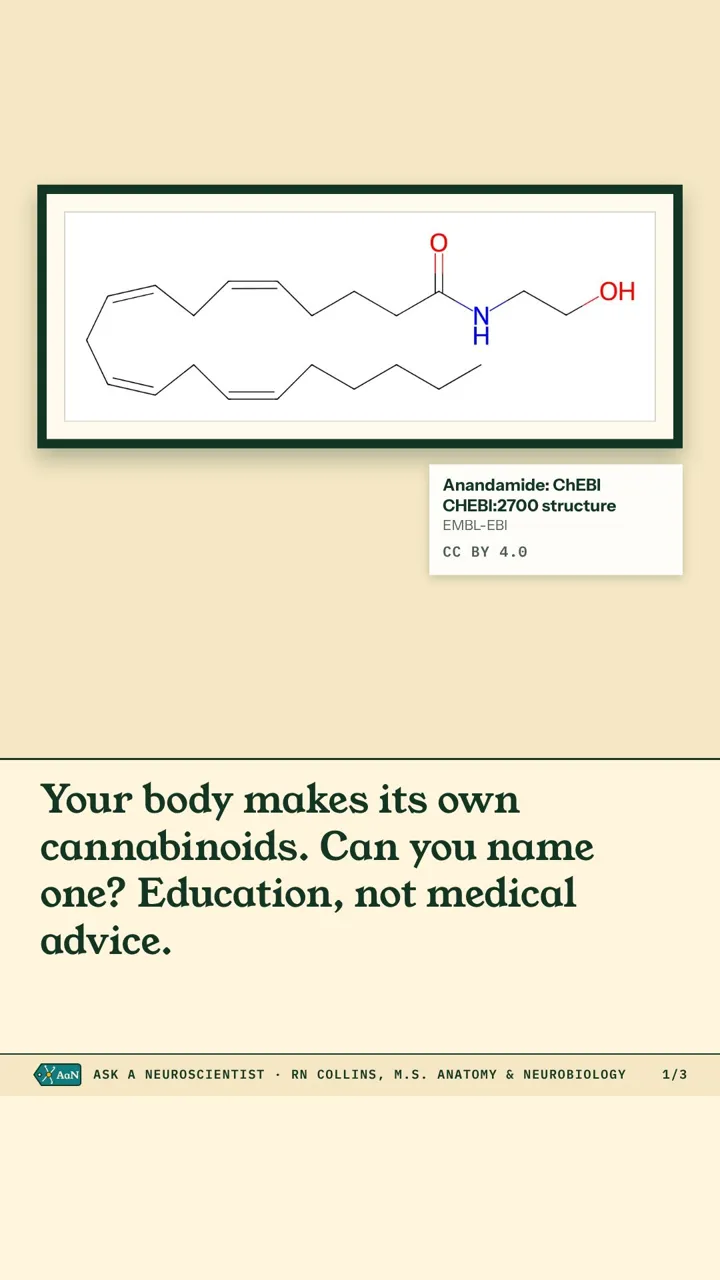 O
N
H
OH
Anandamide: ChEBI
CHEBI:2700 structure
EMBL-EBI
CC BY 4.0
Your body makes its own
cannabinoids. Can you name
one? Education, not medical
advice.
AaN
ASK A NEUROSCIENTIST · RN COLLINS, M.S. ANATOMY & NEUROBIOLOGY
1/3